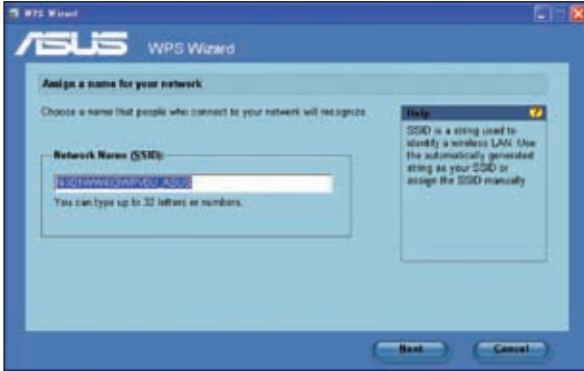 WPS Wizard
ASUS WPS Wizard
Assign a name for your network
Choose a name that people who connect to your network will recognize.
Network Name (SSID):
You can type up to 32 letters or numbers.
Help
SSID is a string used to
identify a wireless LAN. Use
the automatically generated
string as your SSID or
assign the SSID manually
Next
Cancel